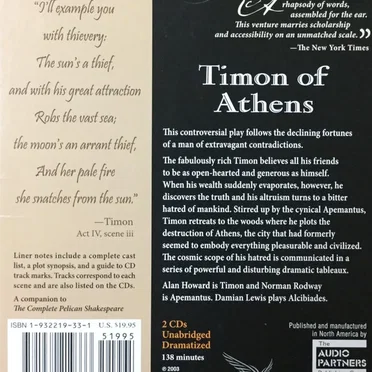 "I'll example you
with thievery:
The sun's a thief,
and with his great attraction
Robs the vast sea;
the moon's an arrant thief,
And her pale fire
she snatches from the sun."
—Timon
Act IV, scene iii
Liner notes include a complete cast
list, a plot synopsis, and a guide to CD
track marks. Tracks correspond to each
scene and are also listed on the CDs.
A companion to
The Complete Pelican Shakespeare
ISBN 1-932219-33-1 U.S. $19.95
51995
rhapsody of words,
assembled for the ear.
This venture marries scholarship
and accessibility on an unmatched scale."
—The New York Times
Timon of
Athens
This controversial play follows the declining fortunes
of a man of extravagant contradictions.
The fabulously rich Timon believes all his friends
to be as open-hearted and generous as himself.
When his wealth suddenly evaporates, however, he
discovers the truth and his altruism turns to a bitter
hatred of mankind. Stirred up by the cynical Apemantus,
Timon retreats to the woods where he plots the
destruction of Athens, the city that had formerly
seemed to embody everything pleasurable and civilized.
The cosmic scope of his hatred is communicated in a
series of powerful and disturbing dramatic tableaux.
Alan Howard is Timon and Norman Rodway
is Apemantus. Damian Lewis plays Alcibiades.
2 CDs
Unabridged
Dramatized
138 minutes
© 2003
Published and manufactured
in North America by
The
AUDIO
PARTNERS